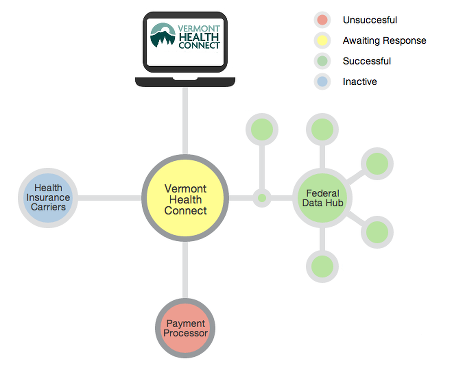 VERMONT
HEALTH
CONNECT
Unsuccesful
Awaiting Response
Successful
Inactive
Health
Insurance
Carriers
Vermont
Health
Connect
Federal
Data Hub
Payment
Processor